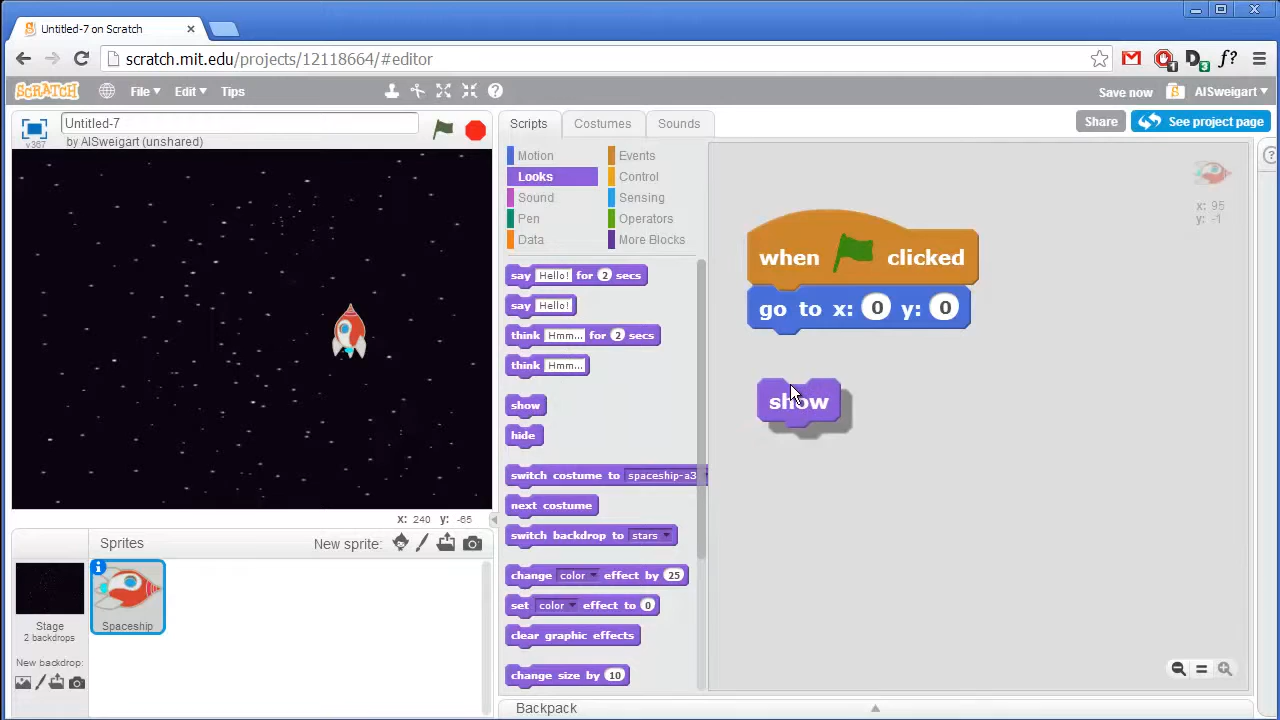 Untitled-7 on Scratch
scratch.mit.edu/projects/12118664/#editor
1
D 3
f?
SCRATCH
File Edit Tips
Save now
AlSweigart
Untitled-7
by AlSweigart (unshared)
v367
Scripts Costumes Sounds
Share
See project page
Motion Events
Looks Control
Sound Sensing
Pen Operators
Data More Blocks
say Hello! for 2 secs
say Hello!
think Hmm... for 2 secs
think Hmm...
show
hide
switch costume to spaceship-a3
next costume
switch backdrop to stars
change color effect by 25
set color effect to 0
clear graphic effects
change size by 10
x: 95
y: -1
when clicked
go to x: 0 y: 0
show
x: 240 y: -65
Sprites
New sprite:
Stage
2 backdrops
New backdrop:
Spaceship
Backpack